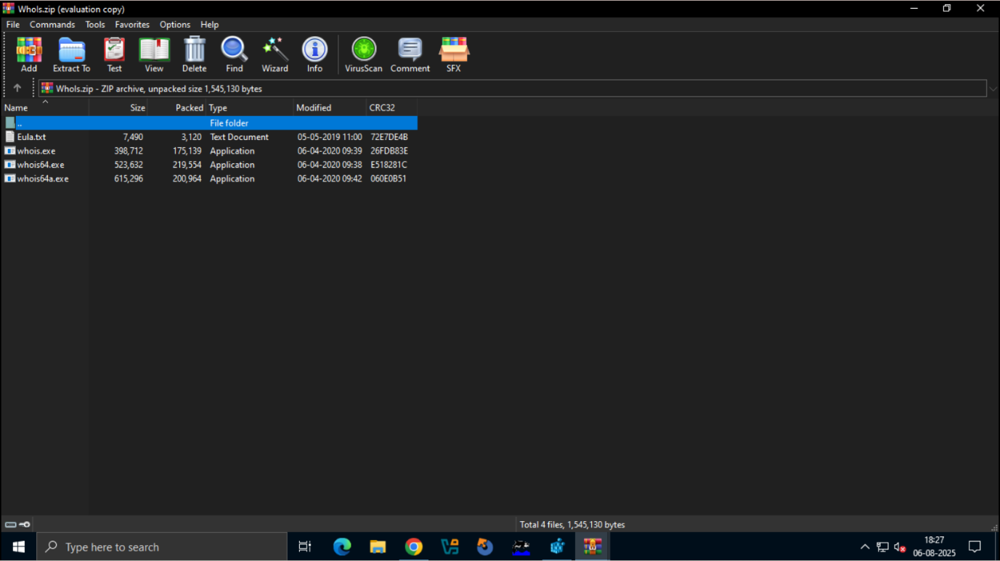 WhoIs.zip (evaluation copy)
File Commands Tools Favorites Options Help
Add Extract To Test View Delete Find Wizard Info VirusScan Comment SFX
WhoIs.zip - ZIP archive, unpacked size 1,545,130 bytes
Name Size Packed Type Modified CRC32
.. File folder
Eula.txt 7,490 3,120 Text Document 05-05-2019 11:00 72E7DE4B
whois.exe 398,712 175,139 Application 06-04-2020 09:39 26FDB83E
whois64.exe 523,632 219,554 Application 06-04-2020 09:38 E518281C
whois64a.exe 615,296 200,964 Application 06-04-2020 09:42 060E0B51
Total 4 files, 1,545,130 bytes
Type here to search
18:27
06-08-2025